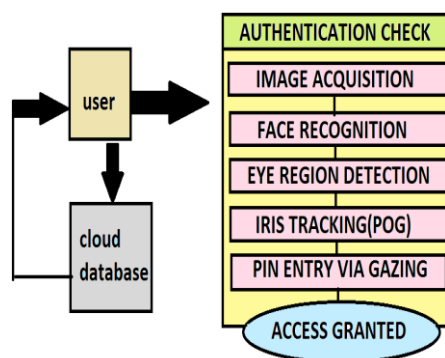 user
cloud
database
AUTHENTICATION CHECK
IMAGE ACQUISITION
FACE RECOGNITION
EYE REGION DETECTION
IRIS TRACKING(POG)
PIN ENTRY VIA GAZING
ACCESS GRANTED